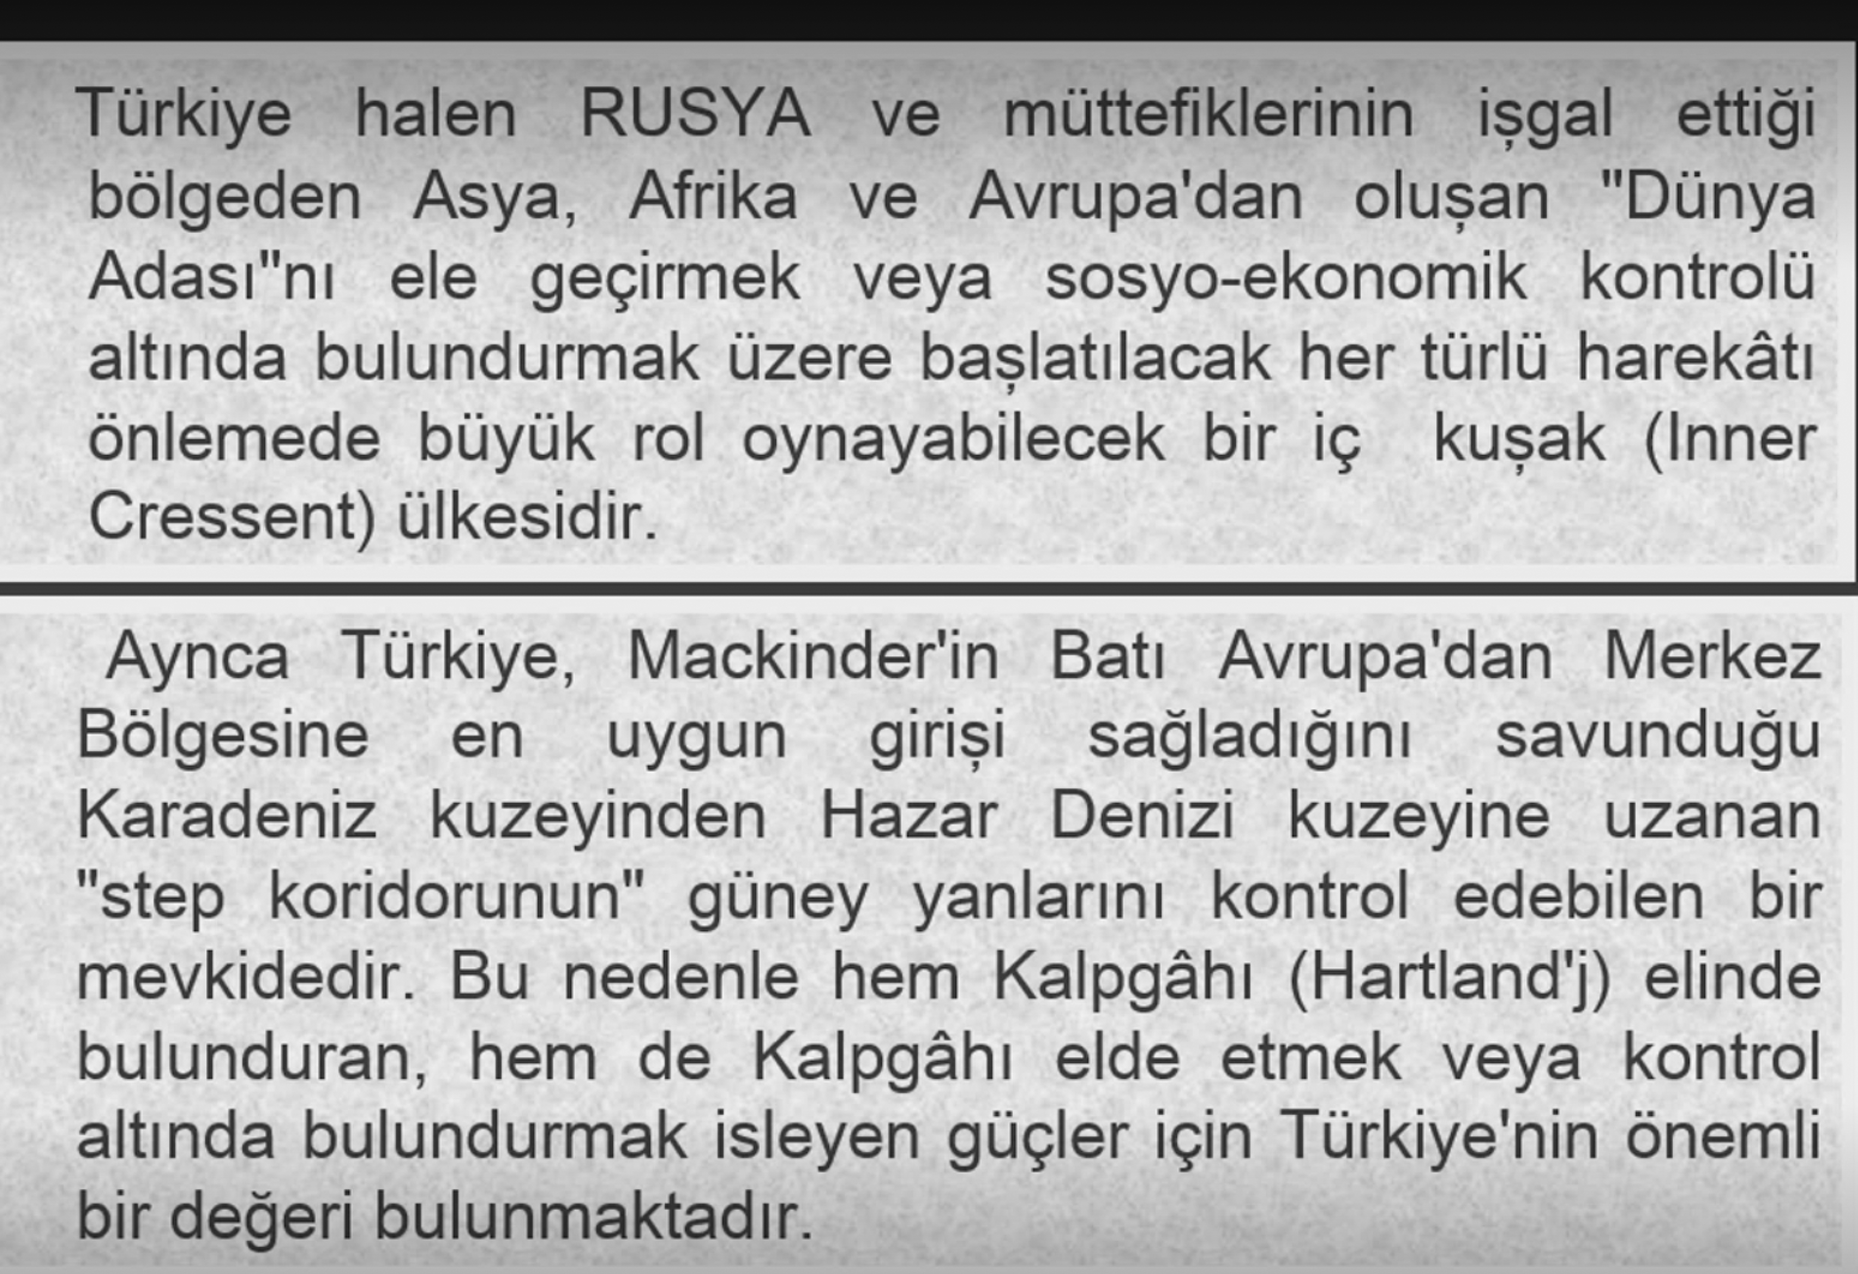 Türkiye halen RUSYA ve müttefiklerinin işgal ettiği
bölgeden Asya, Afrika ve Avrupa'dan oluşan "Dünya
Adası"nı ele geçirmek veya sosyo-ekonomik kontrolü
altında bulundurmak üzere başlatılacak her türlü harekâtı
önlemede büyük rol oynayabilecek bir iç kuşak (Inner
Cressent) ülkesidir.
Aynca Türkiye, Mackinder'in Batı Avrupa'dan Merkez
Bölgesine en uygun girişi sağladığını savunduğu
Karadeniz kuzeyinden Hazar Denizi kuzeyine uzanan
"step koridorunun" güney yanlarını kontrol edebilen bir
mevkidedir. Bu nedenle hem Kalpgâhı (Hartland'j) elinde
bulunduran, hem de Kalpgâhı elde etmek veya kontrol
altında bulundurmak isleyen güçler için Türkiye'nin önemli
bir değeri bulunmaktadır.